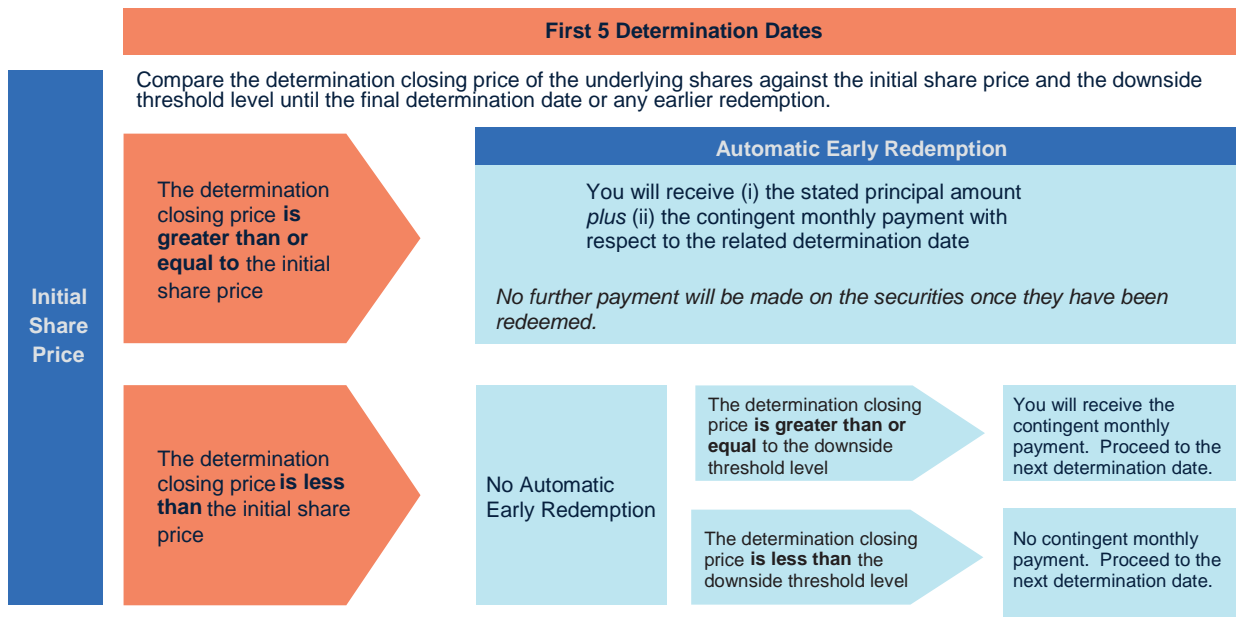 First 5 Determination Dates
Compare the determination closing price of the underlying shares against the initial share price and the downside
threshold level until the final determination date or any earlier redemption.
Initial
Share
Price
The determination
closing price is
greater than or
equal to the initial
share price
Automatic Early Redemption
You will receive (i) the stated principal amount
plus (ii) the contingent monthly payment with
respect to the related determination date
No further payment will be made on the securities once they have been
redeemed.
The determination
closing price is less
than the initial share
price
No Automatic
Early Redemption
The determination closing
price is greater than or
equal to the downside
threshold level
You will receive the
contingent monthly
payment. Proceed to the
next determination date.
The determination closing
price is less than the
downside threshold level
No contingent monthly
payment. Proceed to the
next determination date.